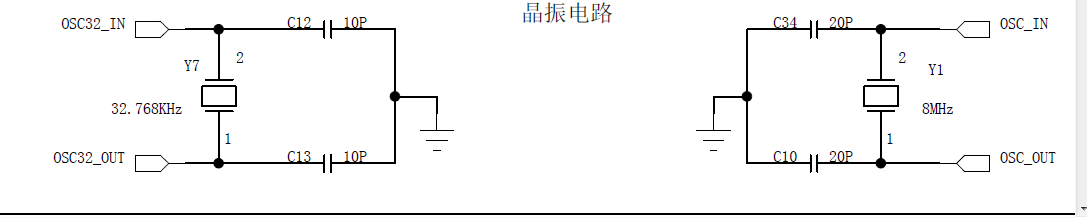 晶振电路
OSC32_IN
C12
10P
C34
20P
OSC_IN
2
Y7
32.768KHz
1
2
Y1
8MHz
1
OSC32_OUT
C13
10P
C10
20P
OSC_OUT